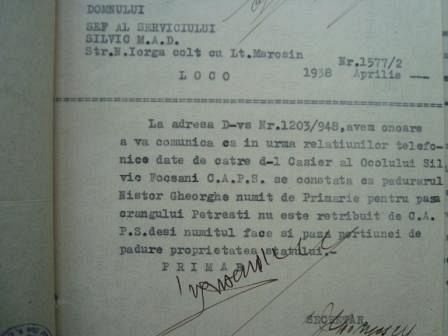 DOMNULUI
SEF AL SERVICIULUI
SILVIC M.A.D.
Str.N.Iorga colt cu Lt.Marosin
Nr.1577/2
LOCO 1938 Aprilie —
La adresa D-vs Nr.1203/948,avem onoare
a va comunica ca in urma relatiunilor telefo-
nice date de catre d-l Casier al Ocolului Sil
vic Focsani C.A.P.S. se constata ca padurarul
Nistor Gheorghe numit de Primarie pentru paza
crangului Petresti nu este retribuit de C.A.
P.S.desi numitul face si paza portiunei de
padure proprietatea statului.-
PRIMAR
SECRETAR